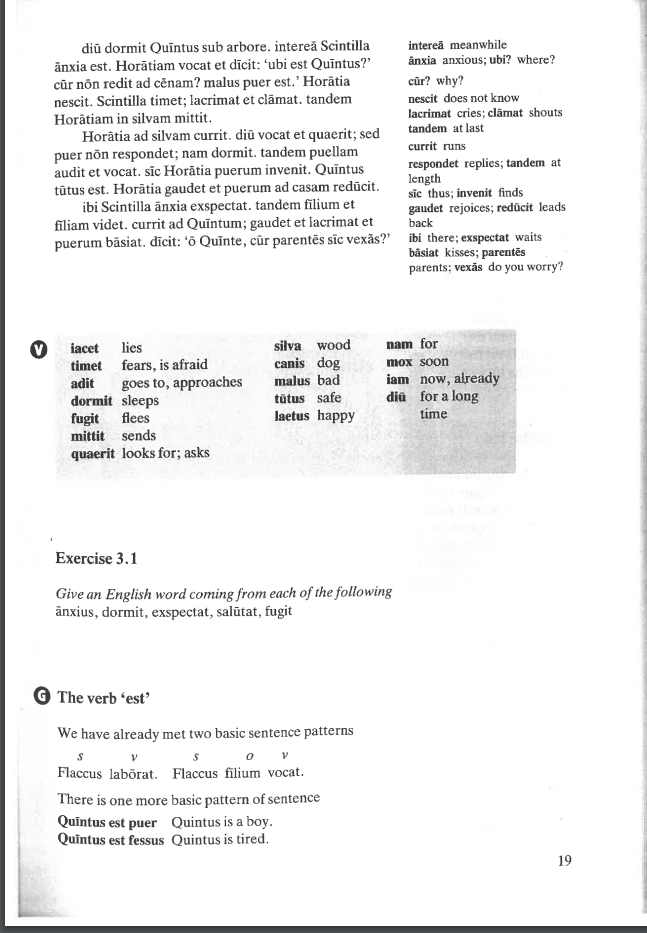 diū dormit Quīntus sub arbore. intereā Scintilla
ānxia est. Horātiam vocat et dīcit: ‘ubi est Quīntus?’
cūr nōn redit ad cēnam? malus puer est.’ Horātia
nescit. Scintilla timet; lacrimat et clāmat. tandem
Horātiam in silvam mittit.
Horātia ad silvam currit. diū vocat et quaerit; sed
puer nōn respondet; nam dormit. tandem puellam
audit et vocat. sīc Horātia puerum invenit. Quīntus
tūtus est. Horātia gaudet et puerum ad casam redūcit.
ibi Scintilla ānxia exspectat. tandem fīlium et
fīliam videt. currit ad Quīntum; gaudet et lacrimat et
puerum bāsiat. dīcit: ‘ō Quīnte, cūr parentēs sīc vexās?’
intereā meanwhile
ānxia anxious; ubi? where?
cūr? why?
nescit does not know
lacrimat cries; clāmat shouts
tandem at last
currit runs
respondet replies; tandem at
length
sīc thus; invenit finds
gaudet rejoices; redūcit leads
back
ibi there; exspectat waits
bāsiat kisses; parentēs
parents; vexās do you worry?
V
iacet lies
timet fears, is afraid
adit goes to, approaches
dormit sleeps
fugit flees
mittit sends
quaerit looks for; asks
silva wood
canis dog
malus bad
tūtus safe
laetus happy
nam for
mox soon
iam now, already
diū for a long
time
Exercise 3.1
Give an English word coming from each of the following
ānxius, dormit, exspectat, salūtat, fugit
G The verb ‘est’
We have already met two basic sentence patterns
s v s o v
Flaccus labōrat. Flaccus fīlium vocat.
There is one more basic pattern of sentence
Quīntus est puer Quintus is a boy.
Quīntus est fessus Quintus is tired.
19